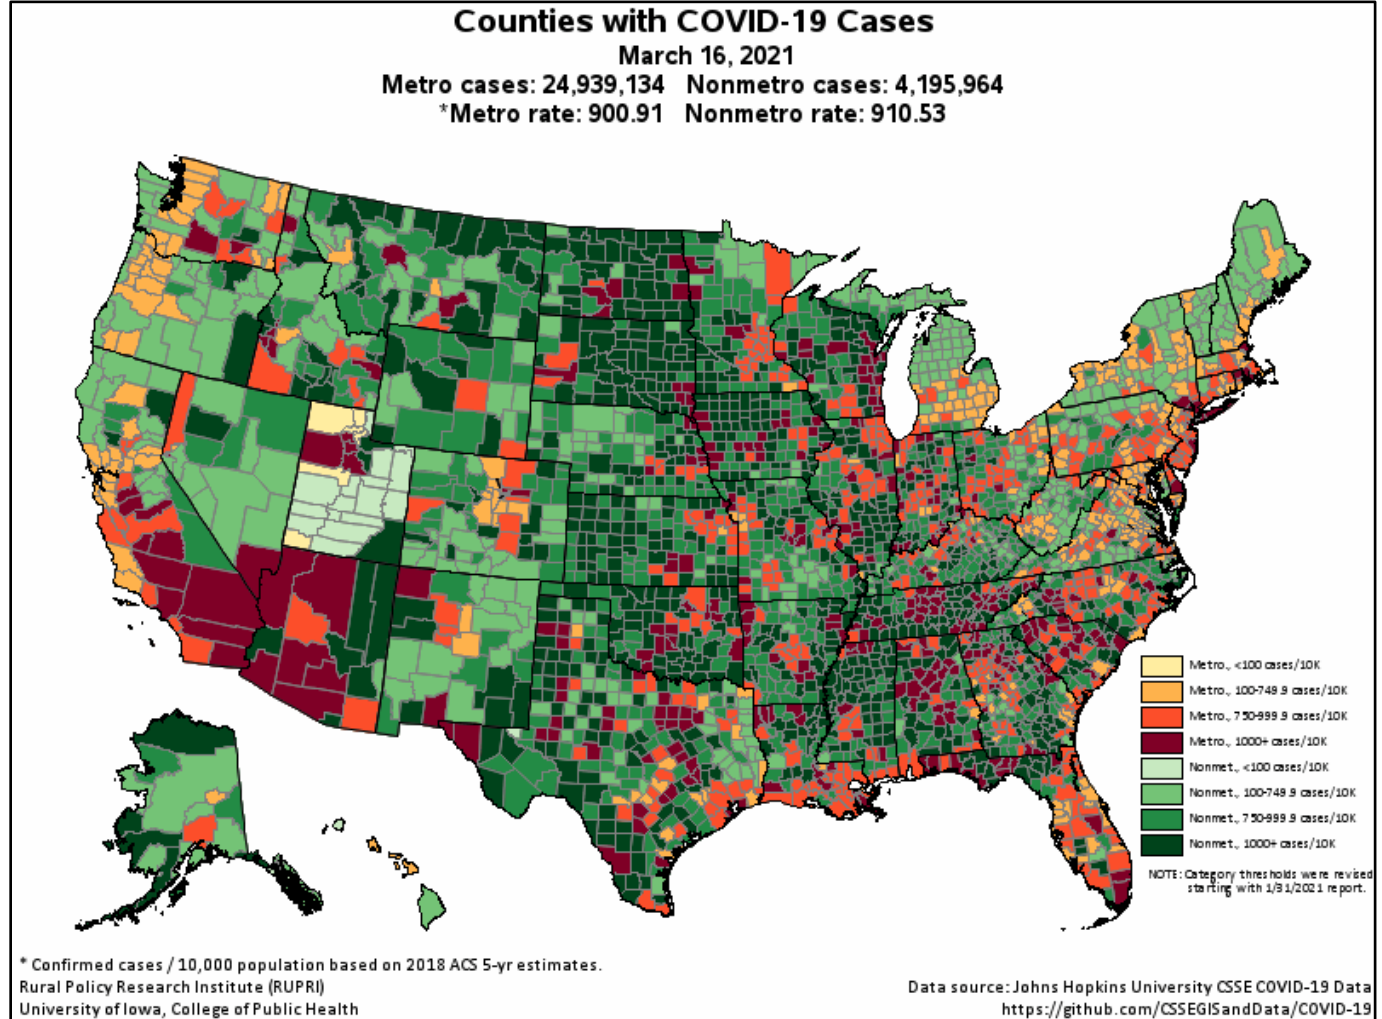 Counties with COVID-19 Cases
March 16, 2021
Metro cases: 24,939,134 Nonmetro cases: 4,195,964
*Metro rate: 900.91 Nonmetro rate: 910.53
Metro., <100 cases/10K
Metro., 100-749.9 cases/10K
Metro., 750-999.9 cases/10K
Metro., 1000+ cases/10K
Nonmet., <100 cases/10K
Nonmet., 100-749.9 cases/10K
Nonmet., 750-999.9 cases/10K
Nonmet., 1000+ cases/10K
NOTE: Category thresholds were revised
starting with 1/31/2021 report.
* Confirmed cases / 10,000 population based on 2018 ACS 5-yr estimates.
Rural Policy Research Institute (RUPRI)
University of Iowa, College of Public Health
Data source: Johns Hopkins University CSSE COVID-19 Data
https://github.com/CSSEGISandData/COVID-19